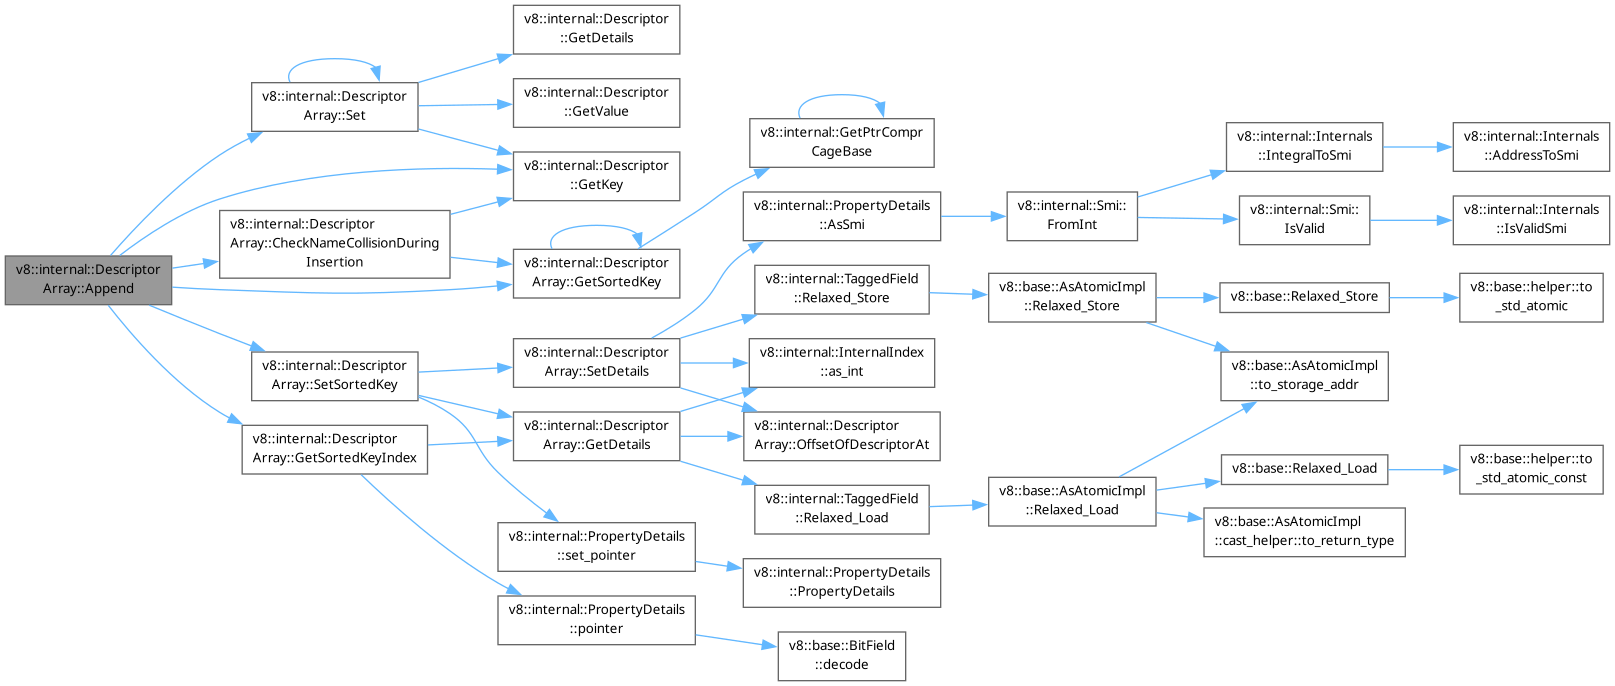 v8::internal::Descriptor
Array::Append
v8::internal::Descriptor
Array::Set
v8::internal::Descriptor
Array::CheckNameCollisionDuring
Insertion
v8::internal::Descriptor
Array::SetSortedKey
v8::internal::Descriptor
Array::GetSortedKeyIndex
v8::internal::Descriptor
::GetDetails
v8::internal::Descriptor
::GetValue
v8::internal::Descriptor
::GetKey
v8::internal::Descriptor
Array::GetSortedKey
v8::internal::Descriptor
Array::SetDetails
v8::internal::Descriptor
Array::GetDetails
v8::internal::PropertyDetails
::set_pointer
v8::internal::PropertyDetails
::pointer
v8::internal::GetPtrCompr
CageBase
v8::internal::PropertyDetails
::AsSmi
v8::internal::TaggedField
::Relaxed_Store
v8::internal::InternalIndex
::as_int
v8::internal::Descriptor
Array::OffsetOfDescriptorAt
v8::internal::TaggedField
::Relaxed_Load
v8::internal::PropertyDetails
::PropertyDetails
v8::base::BitField
::decode
v8::internal::Smi::
FromInt
v8::base::AsAtomicImpl
::Relaxed_Store
v8::base::AsAtomicImpl
::Relaxed_Load
v8::internal::Internals
::IntegralToSmi
v8::internal::Smi::
IsValid
v8::base::Relaxed_Store
v8::base::AsAtomicImpl
::to_storage_addr
v8::base::Relaxed_Load
v8::base::AsAtomicImpl
::cast_helper::to_return_type
v8::internal::Internals
::AddressToSmi
v8::internal::Internals
::IsValidSmi
v8::base::helper::to
_std_atomic
v8::base::helper::to
_std_atomic_const